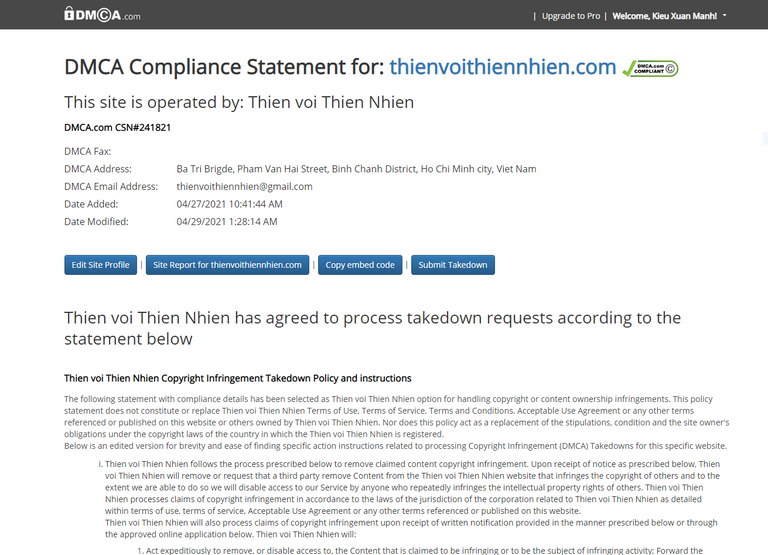 DMCA.com
| Upgrade to Pro | Welcome, Kieu Xuan Manh!
DMCA Compliance Statement for: thienvoithiennhien.com DMCA.com COMPLIANT ©
This site is operated by: Thien voi Thien Nhien
DMCA.com CSN#241821
DMCA Fax:
DMCA Address: Ba Tri Brigde, Pham Van Hai Street, Binh Chanh District, Ho Chi Minh city, Viet Nam
DMCA Email Address: thienvoithiennhien@gmail.com
Date Added: 04/27/2021 10:41:44 AM
Date Modified: 04/29/2021 1:28:14 AM
Edit Site Profile | Site Report for thienvoithiennhien.com | Copy embed code | Submit Takedown
Thien voi Thien Nhien has agreed to process takedown requests according to the
statement below
Thien voi Thien Nhien Copyright Infringement Takedown Policy and instructions
The following statement with compliance details has been selected as Thien voi Thien Nhien option for handling copyright or content ownership infringements. This policy
statement does not constitute or replace Thien voi Thien Nhien Terms of Use, Terms of Service, Terms and Conditions, Acceptable Use Agreement or any other terms
referenced or published on this website or others owned by Thien voi Thien Nhien. Nor does this policy act as a replacement of the stipulations, condition and the site owner's
obligations under the copyright laws of the country in which the Thien voi Thien Nhien is registered.
Below is an edited version for brevity and ease of finding specific action instructions related to processing Copyright Infringement (DMCA) Takedowns for this specific website.
i. Thien voi Thien Nhien follows the process prescribed below to remove claimed content copyright infringement. Upon receipt of notice as prescribed below, Thien
voi Thien Nhien will remove or request that a third party remove Content from the Thien voi Thien Nhien website that infringes the copyright of others and to the
extent we are able to do so we will disable access to our Service by anyone who repeatedly infringes the intellectual property rights of others. Thien voi Thien
Nhien processes claims of copyright infringement in accordance to the laws of the jurisdiction of the corporation related to Thien voi Thien Nhien as detailed
within terms of use, terms of service, Acceptable Use Agreement or any other terms referenced or published on this website.
Thien voi Thien Nhien will also process claims of copyright infringement upon receipt of written notification provided in the manner prescribed below or through
the approved online application below. Thien voi Thien Nhien will:
1. Act expeditiously to remove, or disable access to, the Content that is claimed to be infringing or to be the subject of infringing activity; Forward the